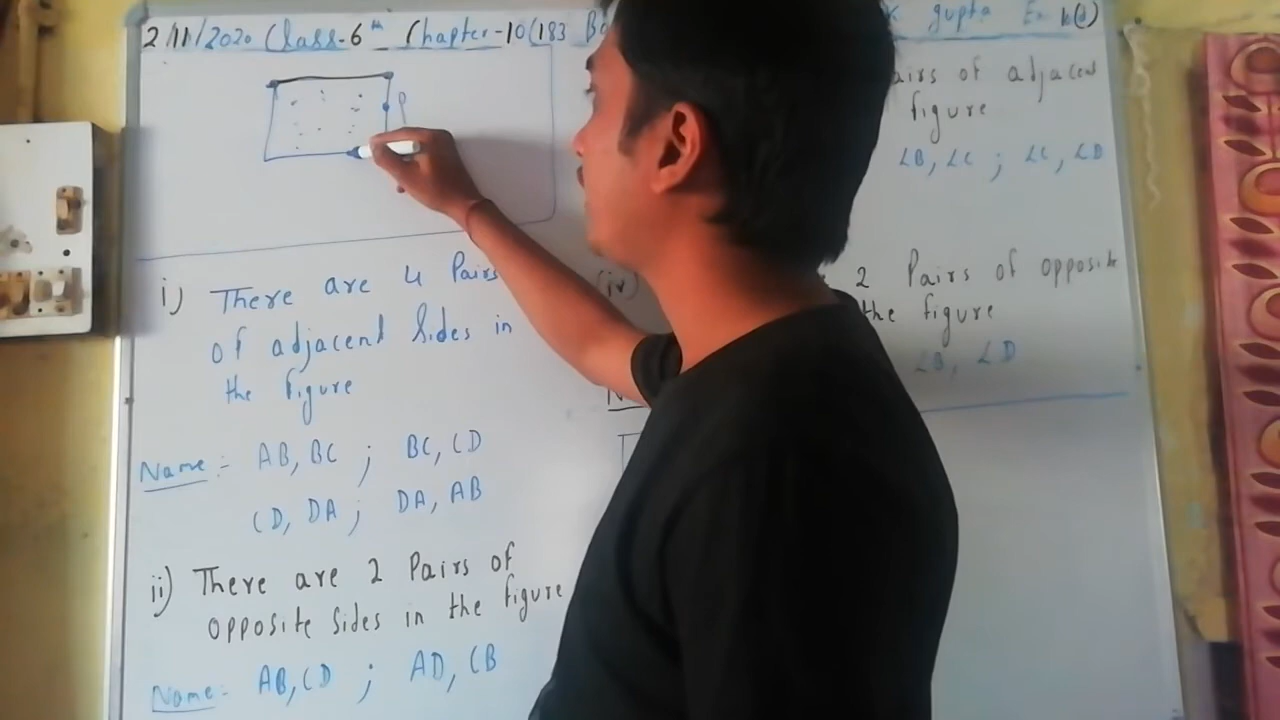 2/11/2020 Class-6th Chapter-10(183
K gupta Ex
P
i) There are 4 Pairs
of adjacent sides in
the figure
Name:- AB, BC ; BC, CD
CD, DA ; DA, AB
ii) There are 2 Pairs of
opposite sides in the figure
Name:- AB, CD ; AD, CB
airs of adjacent
figure
∠B, ∠C ; ∠C, ∠D
(iv)
2 Pairs of opposite
the figure
∠B, ∠D